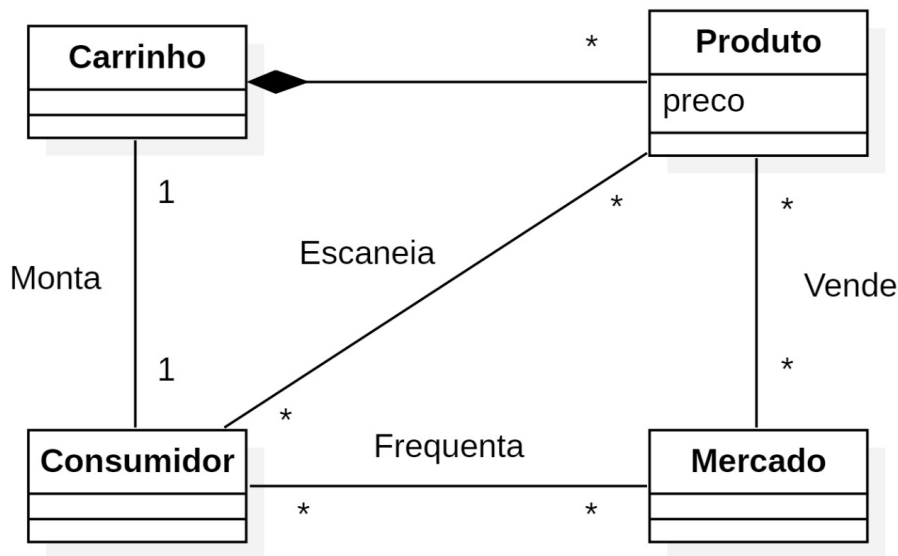 Carrinho
*
Produto
preco
1
*
*
Escaneia
Monta
Vende
1
*
*
Frequenta
Consumidor
Mercado
*
*